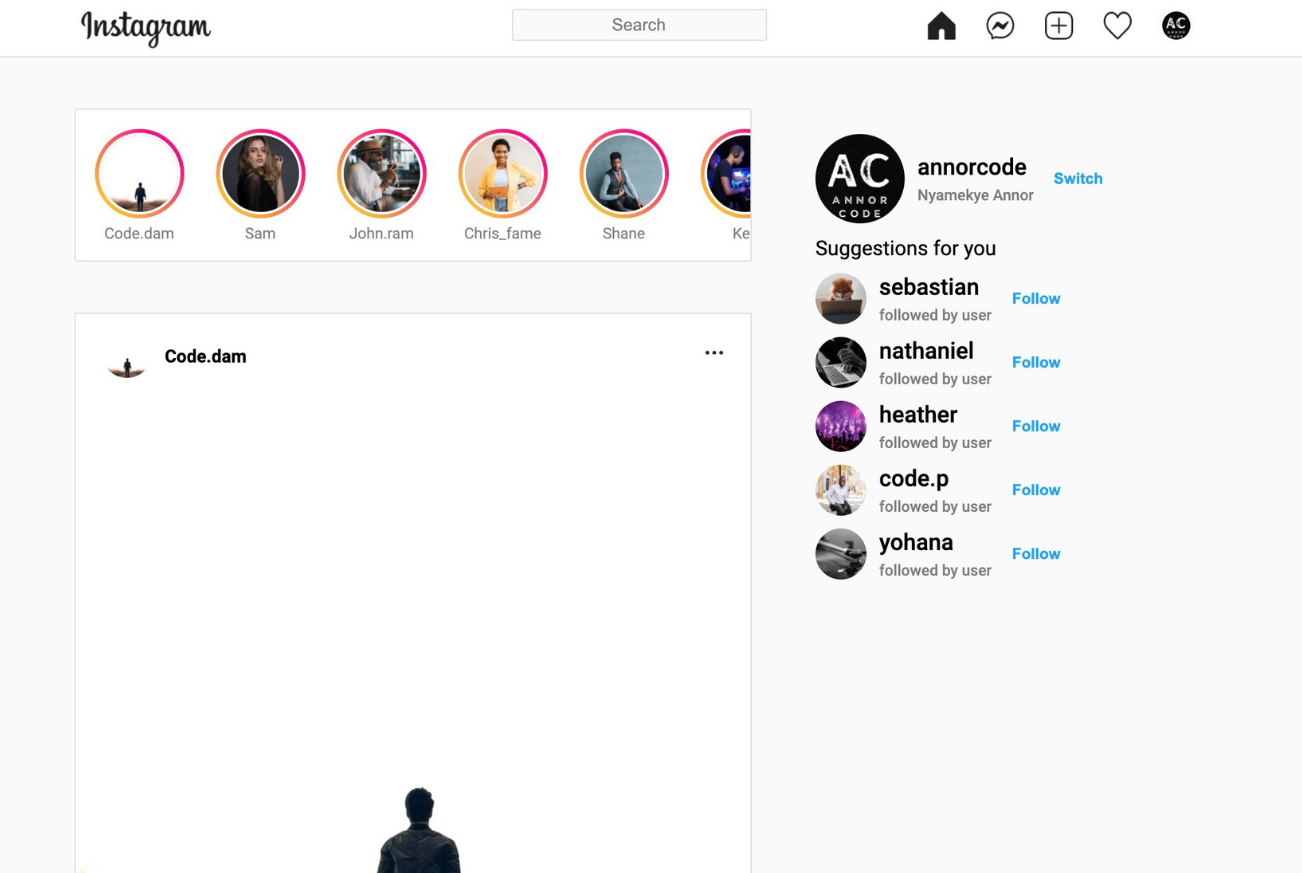 Instagram
Search
AC
Code.dam
Sam
John.ram
Chris_fame
Shane
Ke
AC
ANNOR
CODE
annorcode
Nyamekye Annor
Switch
Suggestions for you
sebastian
followed by user
Follow
nathaniel
followed by user
Follow
heather
followed by user
Follow
code.p
followed by user
Follow
yohana
followed by user
Follow
Code.dam